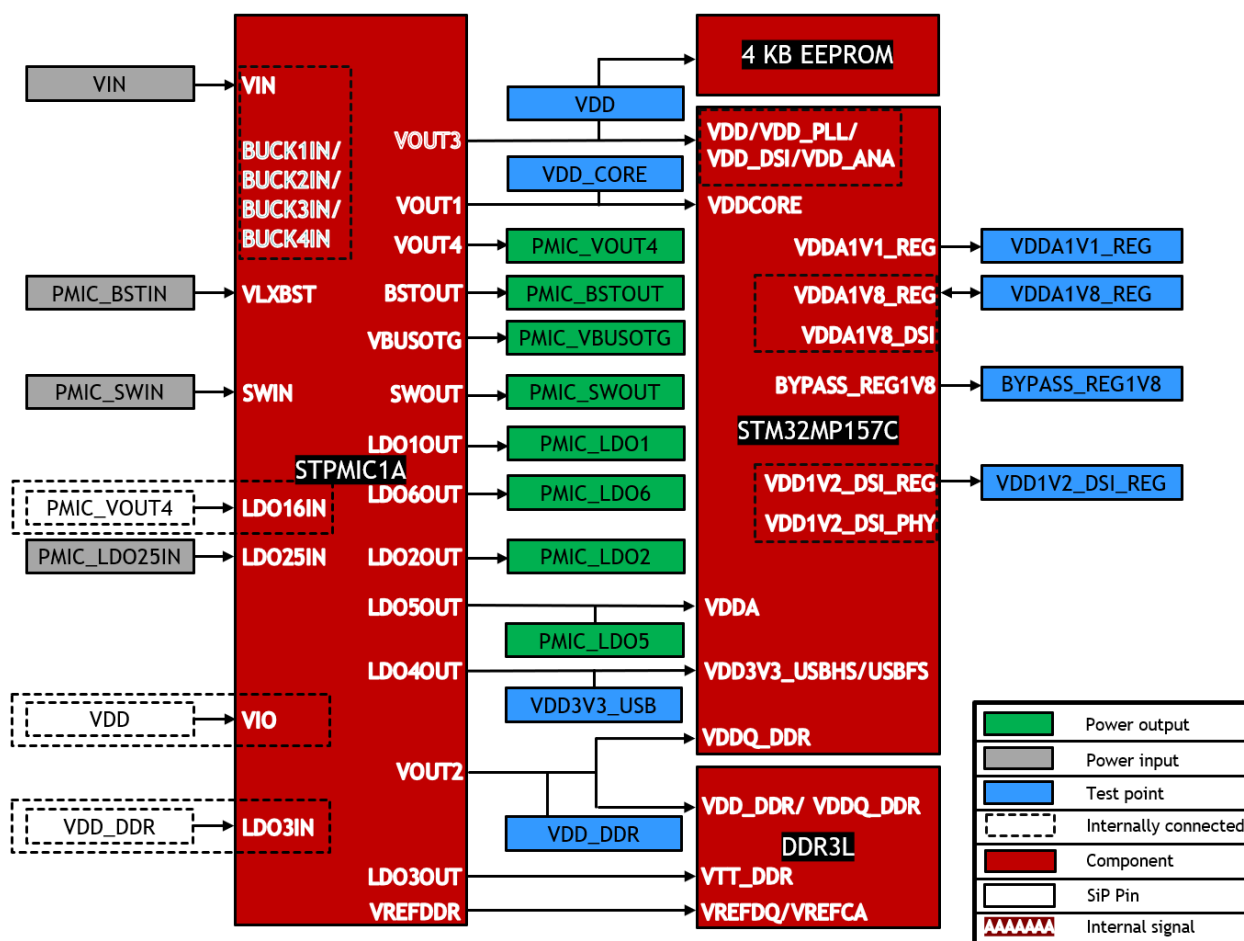 4 KB EEPROM
VIN
VIN
VDD
BUCK1IN/
BUCK2IN/
BUCK3IN/
BUCK4IN
VOUT3
VDD/VDD_PLL/
VDD_DSI/VDD_ANA
VDD_CORE
VOUT1
VDDCORE
VOUT4
PMIC_VOUT4
VDDA1V1_REG
VDDA1V1_REG
PMIC_BSTIN
VLXBST
BSTOUT
PMIC_BSTOUT
VDDA1V8_REG
VDDA1V8_REG
VBUSOTG
PMIC_VBUSOTG
VDDA1V8_DSI
PMIC_SWIN
SWIN
SWOUT
PMIC_SWOUT
BYPASS_REG1V8
BYPASS_REG1V8
STM32MP157C
LDO1OUT
PMIC_LDO1
STPMIC1A
PMIC_VOUT4
LDO16IN
LDO6OUT
PMIC_LDO6
VDD1V2_DSI_REG
VDD1V2_DSI_REG
VDD1V2_DSI_PHY
PMIC_LDO25IN
LDO25IN
LDO2OUT
PMIC_LDO2
LDO5OUT
VDDA
PMIC_LDO5
LDO4OUT
VDD3V3_USBHS/USBFS
VDD3V3_USB
VDD
VIO
VDDQ_DDR
VOUT2
VDD_DDR/ VDDQ_DDR
VDD_DDR
LDO3IN
VDD_DDR
DDR3L
LDO3OUT
VTT_DDR
VREFDDR
VREFDQ/VREFCA
Power output
Power input
Test point
Internally connected
Component
SiP Pin
AAAAAAA
Internal signal